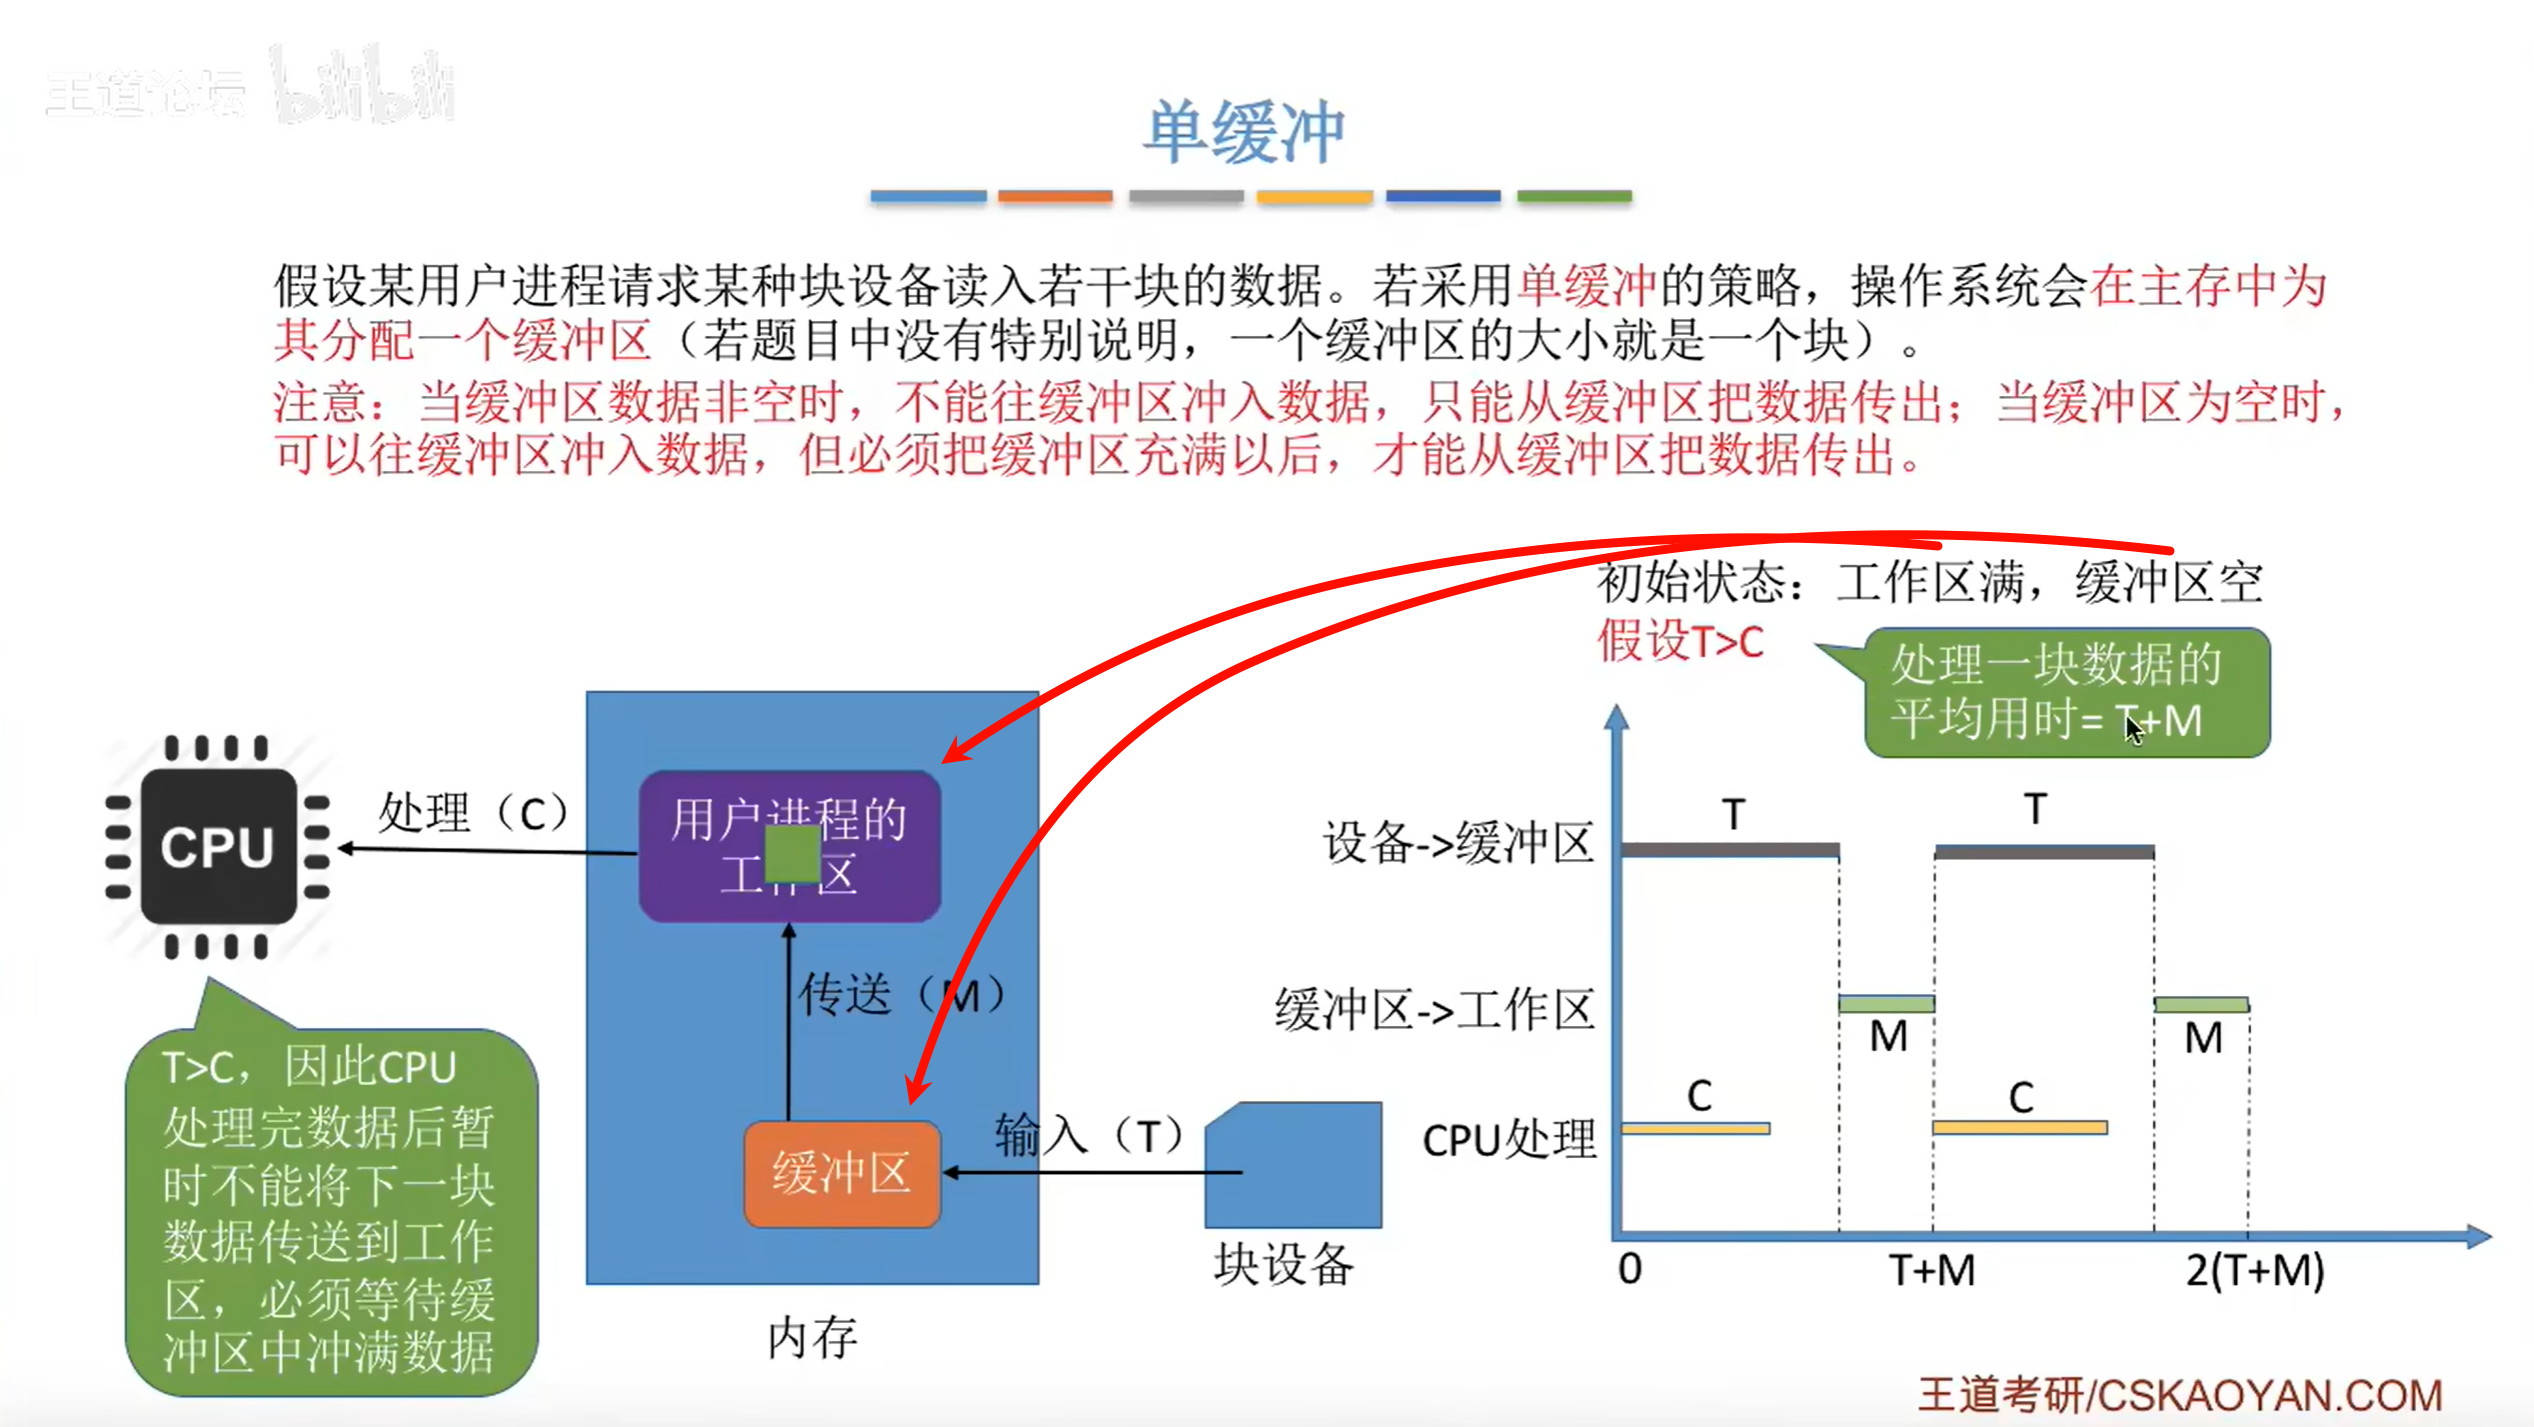 王道论坛 bilibili
单缓冲
假设某用户进程请求某种块设备读入若干块的数据。若采用单缓冲的策略，操作系统会在主存中为
其分配一个缓冲区（若题目中没有特别说明，一个缓冲区的大小就是一个块）。
注意：当缓冲区数据非空时，不能往缓冲区冲入数据，只能从缓冲区把数据传出；当缓冲区为空时，
可以往缓冲区冲入数据，但必须把缓冲区充满以后，才能从缓冲区把数据传出。
初始状态：工作区满，缓冲区空
假设T>C
处理一块数据的
平均用时= T+M
CPU
处理（C）
用户进程的
工作区
传送（M）
缓冲区
输入（T）
块设备
内存
T>C，因此CPU
处理完数据后暂
时不能将下一块
数据传送到工作
区，必须等待缓
冲区中冲满数据
设备->缓冲区
T
T
缓冲区->工作区
M
M
CPU处理
C
C
0
T+M
2(T+M)
王道考研/CSKAOYAN.COM